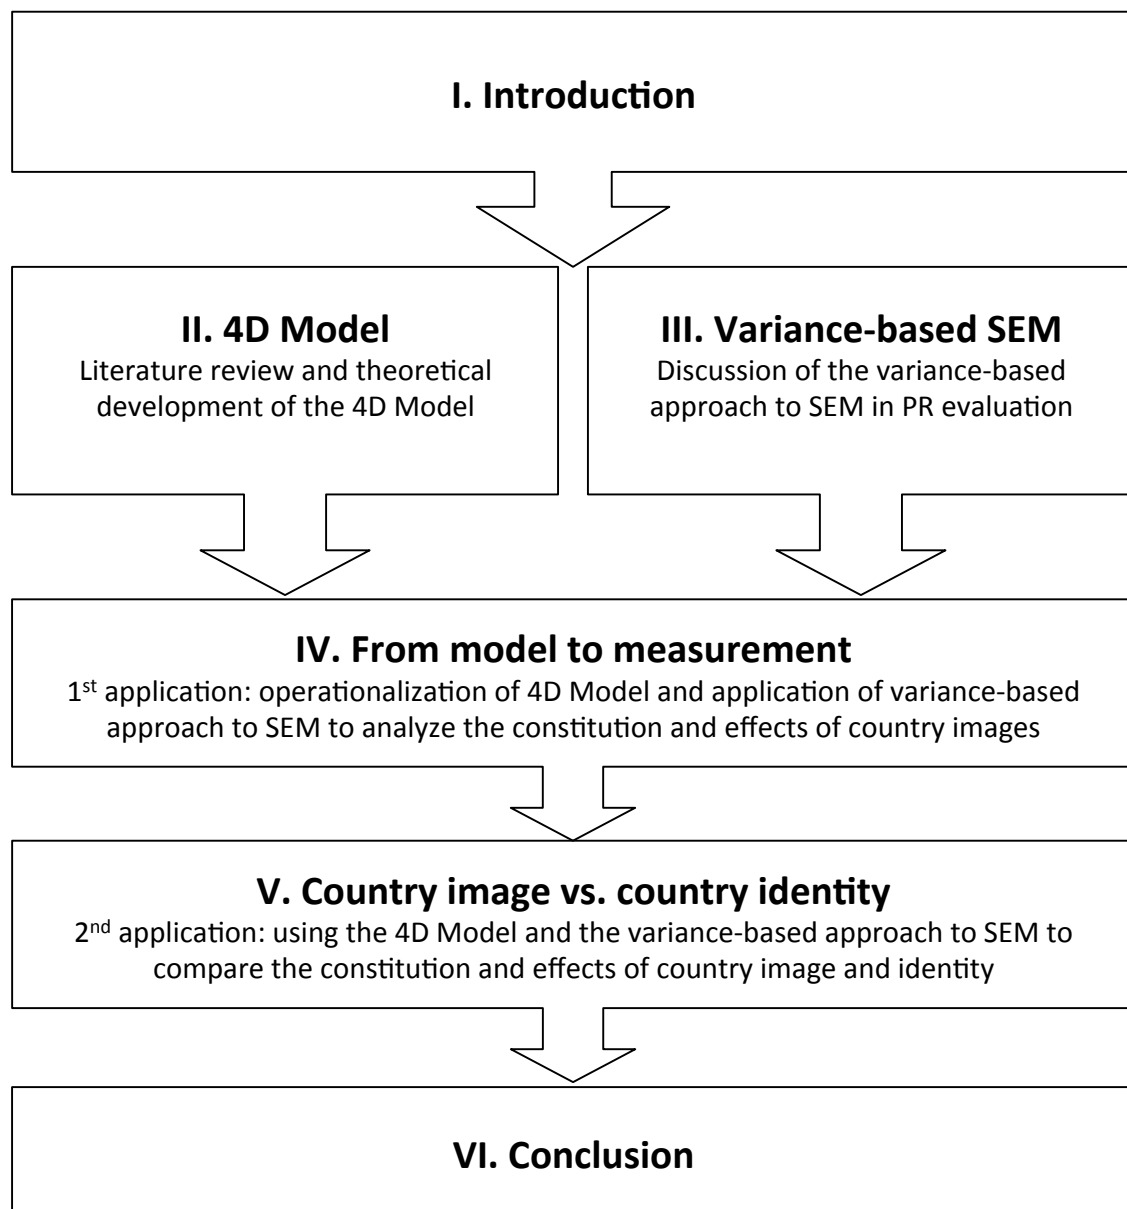 I. Introduction
II. 4D Model
Literature review and theoretical
development of the 4D Model
III. Variance-based SEM
Discussion of the variance-based
approach to SEM in PR evaluation
IV. From model to measurement
1st application: operationalization of 4D Model and application of variance-based
approach to SEM to analyze the constitution and effects of country images
V. Country image vs. country identity
2nd application: using the 4D Model and the variance-based approach to SEM to
compare the constitution and effects of country image and identity
VI. Conclusion